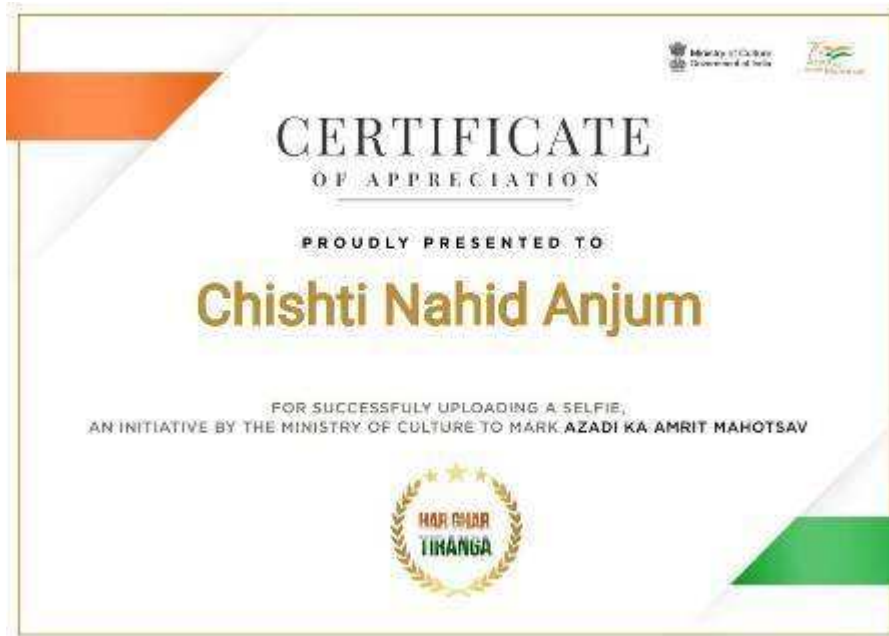 Ministry of Culture
Government of India
CERTIFICATE
OF APPRECIATION
PROUDLY PRESENTED TO
Chishti Nahid Anjum
FOR SUCCESSFULY UPLOADING A SELFIE,
AN INITIATIVE BY THE MINISTRY OF CULTURE TO MARK AZADI KA AMRIT MAHOTSAV
HAR GHAR
TIRANGA